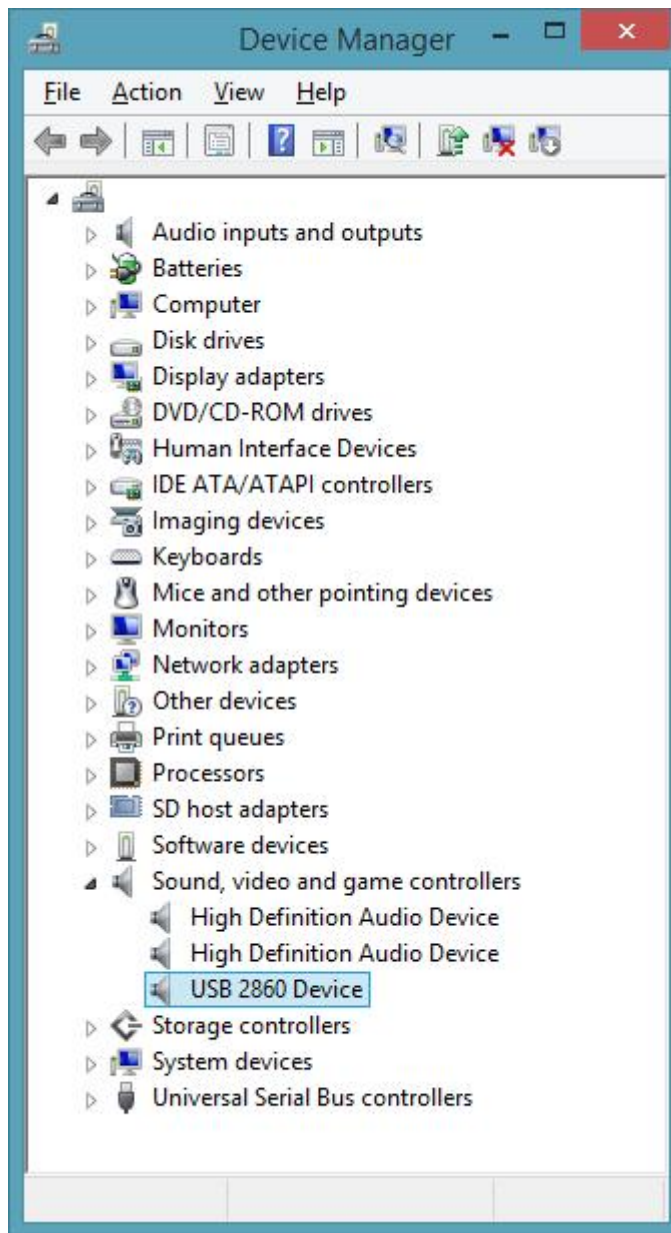 Device Manager
File Action View Help
Audio inputs and outputs
Batteries
Computer
Disk drives
Display adapters
DVD/CD-ROM drives
Human Interface Devices
IDE ATA/ATAPI controllers
Imaging devices
Keyboards
Mice and other pointing devices
Monitors
Network adapters
Other devices
Print queues
Processors
SD host adapters
Software devices
Sound, video and game controllers
High Definition Audio Device
High Definition Audio Device
USB 2860 Device
Storage controllers
System devices
Universal Serial Bus controllers